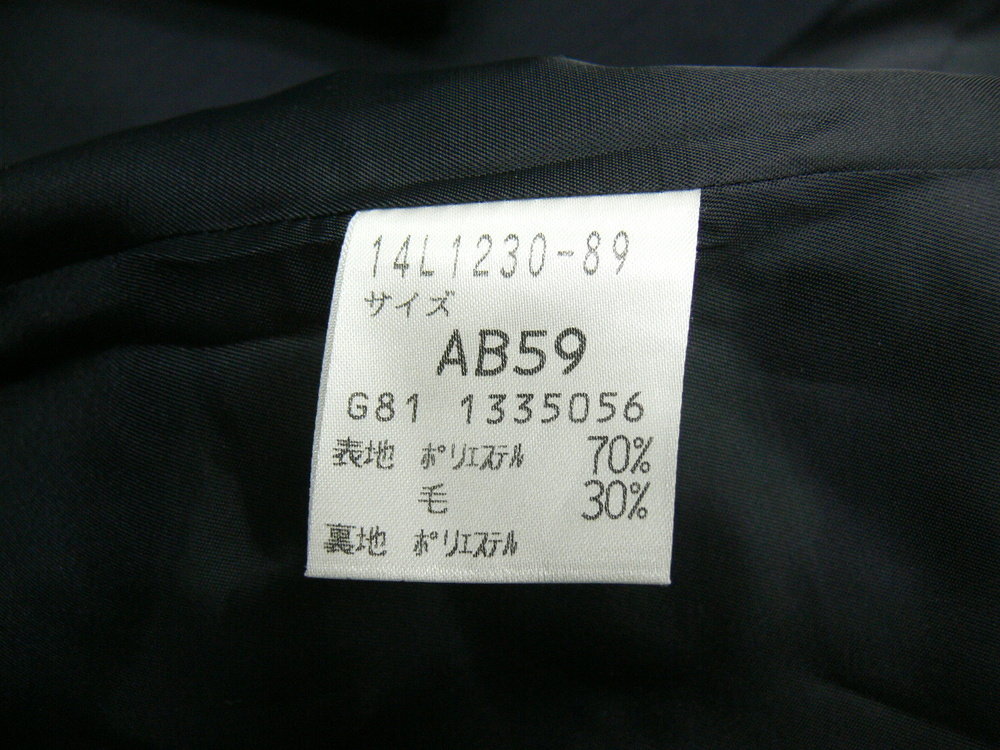 14L1230-89
サイズ
AB59
G81 1335056
表地 ポリエステル 70%
毛 30%
裏地 ポリエステル